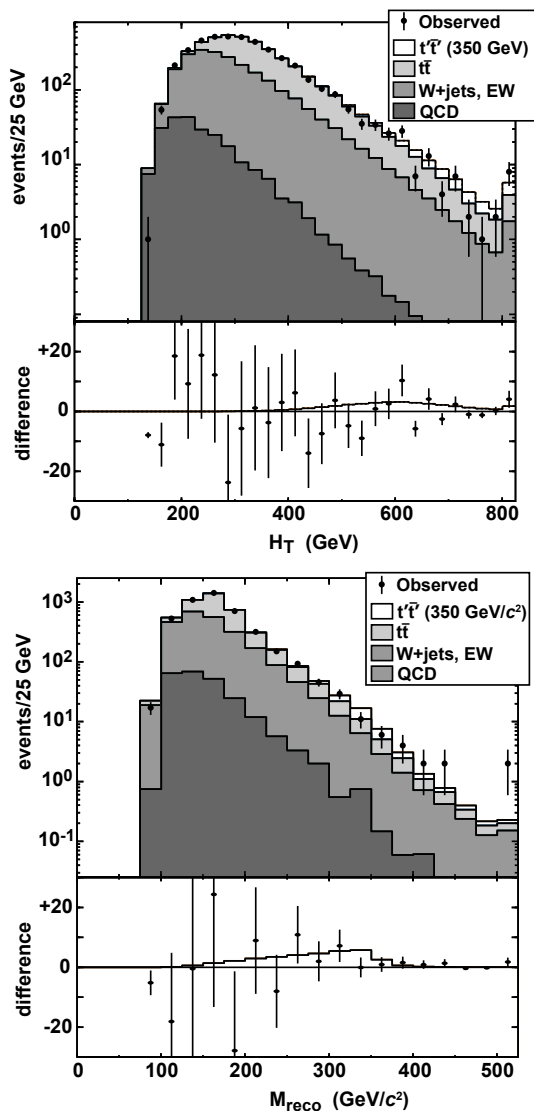 Observed
t′t̄′ (350 GeV)
tt̄
W+jets, EW
QCD
events/25 GeV
10²
10
10⁰
difference
+20
0
-20
0 200 400 600 800
H_T (GeV)
Observed
t′t̄′ (350 GeV/c²)
tt̄
W+jets, EW
QCD
events/25 GeV
10³
10²
10¹
10⁰
10⁻¹
difference
+20
0
-20
0 100 200 300 400 500
M_reco (GeV/c²)